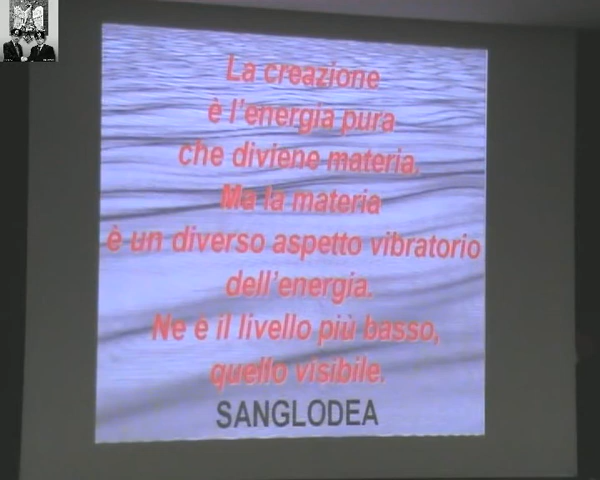 La creazione
è l'energia pura
che diviene materia.
Ma la materia
è un diverso aspetto vibratorio
dell'energia.
Ne è il livello più basso,
quello visibile.
SANGLODEA